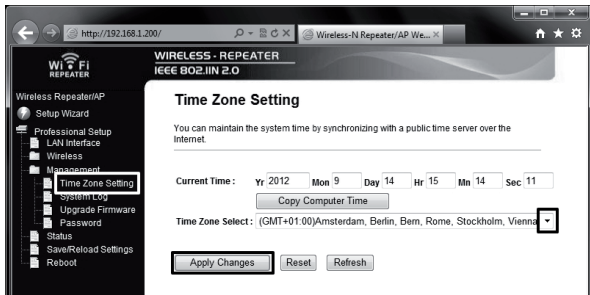 http://192.168.1.200/
Wireless-N Repeater/AP We...
Wi Fi
REPEATER
WIRELESS - REPEATER
IEEE 802.11N 2.0
Wireless Repeater/AP
Setup Wizard
Professional Setup
LAN Interface
Wireless
Management
Time Zone Setting
System Log
Upgrade Firmware
Password
Status
Save/Reload Settings
Reboot
Time Zone Setting
You can maintain the system time by synchronizing with a public time server over the
Internet.
Current Time : Yr 2012 Mon 9 Day 14 Hr 15 Mn 14 Sec 11
Copy Computer Time
Time Zone Select : (GMT+01:00)Amsterdam, Berlin, Bern, Rome, Stockholm, Vienna
Apply Changes Reset Refresh